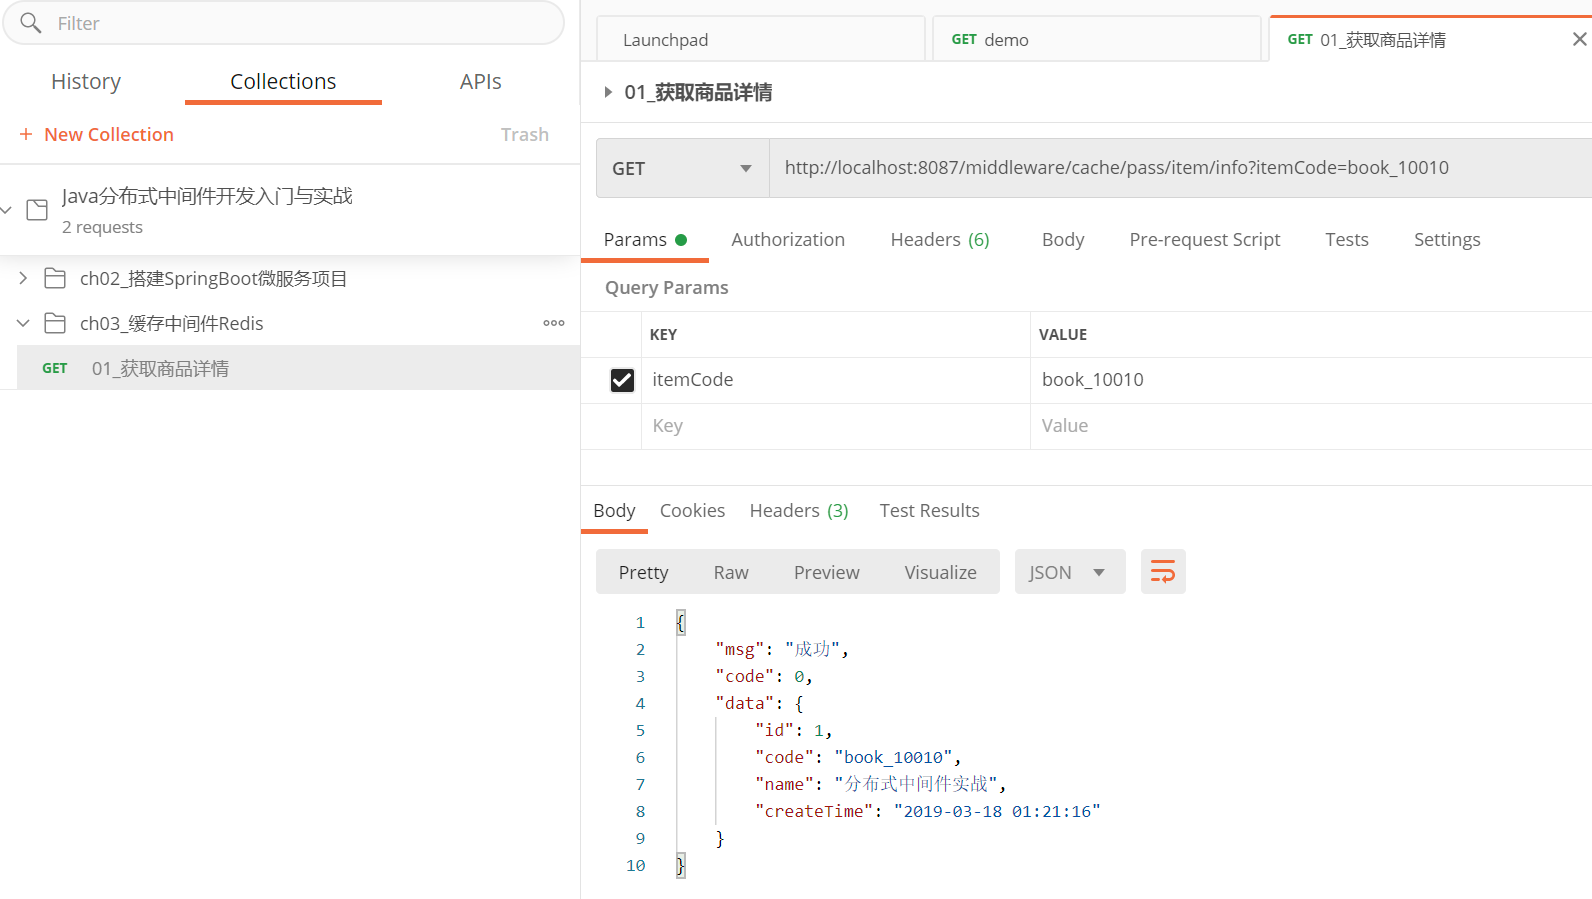 Filter
History Collections APIs
+ New Collection Trash
Java分布式中间件开发入门与实战
2 requests
ch02_搭建SpringBoot微服务项目
ch03_缓存中间件Redis
GET 01_获取商品详情
Launchpad GET demo GET 01_获取商品详情
01_获取商品详情
GET http://localhost:8087/middleware/cache/pass/item/info?itemCode=book_10010
Params Authorization Headers (6) Body Pre-request Script Tests Settings
Query Params
KEY VALUE
itemCode book_10010
Key Value
Body Cookies Headers (3) Test Results
Pretty Raw Preview Visualize JSON
1 {
2 "msg": "成功",
3 "code": 0,
4 "data": {
5 "id": 1,
6 "code": "book_10010",
7 "name": "分布式中间件实战",
8 "createTime": "2019-03-18 01:21:16"
9 }
10 }